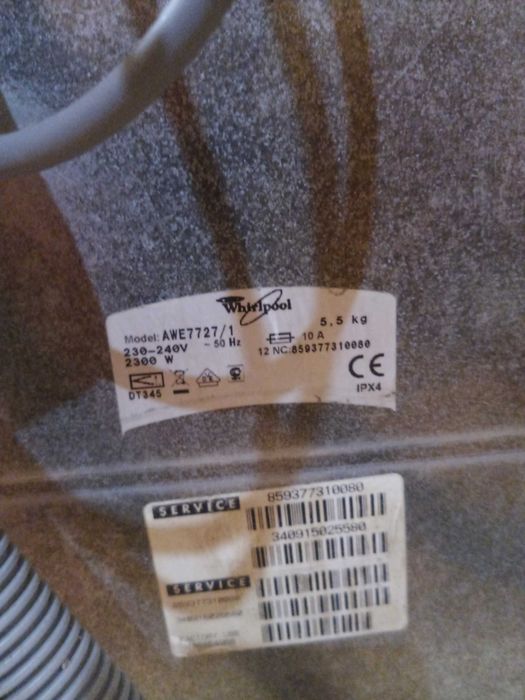 Whirlpool
5,5 kg
Model: AWE7727/1
230-240V ~ 50 Hz
10 A
2300 W
12 NC:859377310080
CE
DT345
IPX4
SERVICE
859377310080
340915025580
SERVICE